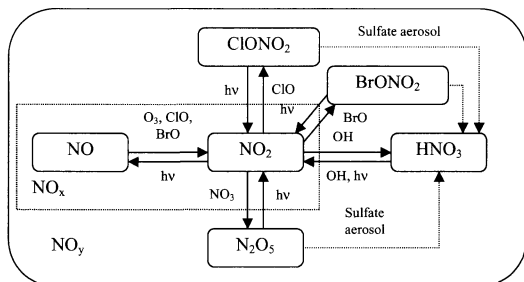 ClONO₂
Sulfate aerosol
hν
ClO
hν
BrONO₂
O₃, ClO,
BrO
BrO
OH
NO
NO₂
HNO₃
hν
OH, hν
NOₓ
NO₃
hν
Sulfate
aerosol
NOy
N₂O₅